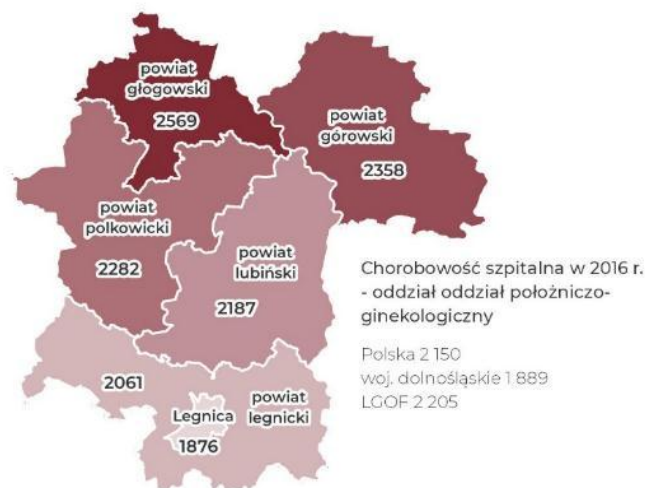 powiat
głogowski
2569
powiat
górowski
2358
powiat
polkowicki
2282
powiat
lubiński
2187
Chorobowość szpitalna w 2016 r.
- oddział oddział położniczo-
ginekologiczny
Polska 2 150
woj. dolnośląskie 1 889
LGOF 2 205
2061
powiat
legnicki
Legnica
1876